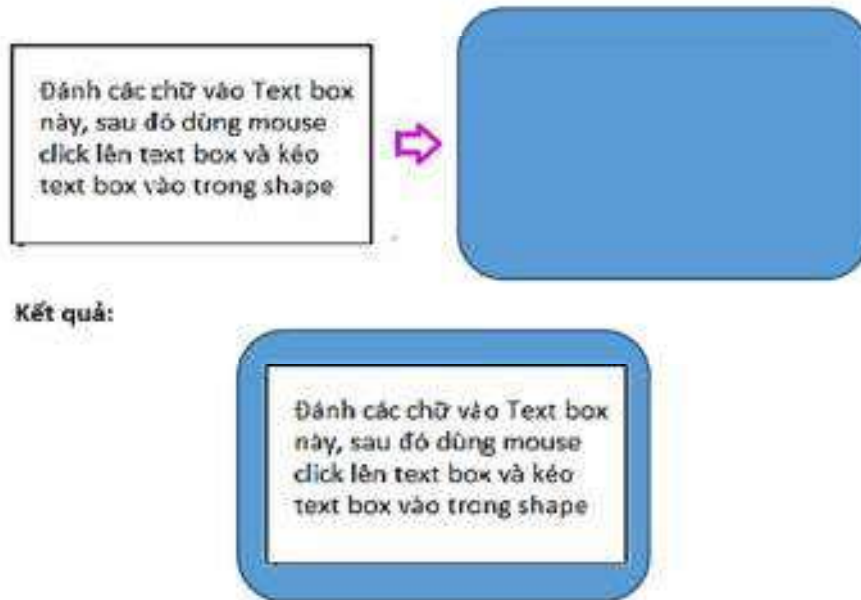 Đánh các chữ vào Text box
này, sau đó dùng mouse
click lên text box và kéo
text box vào trong shape
Kết quả:
Đánh các chữ vào Text box
này, sau đó dùng mouse
click lên text box và kéo
text box vào trong shape